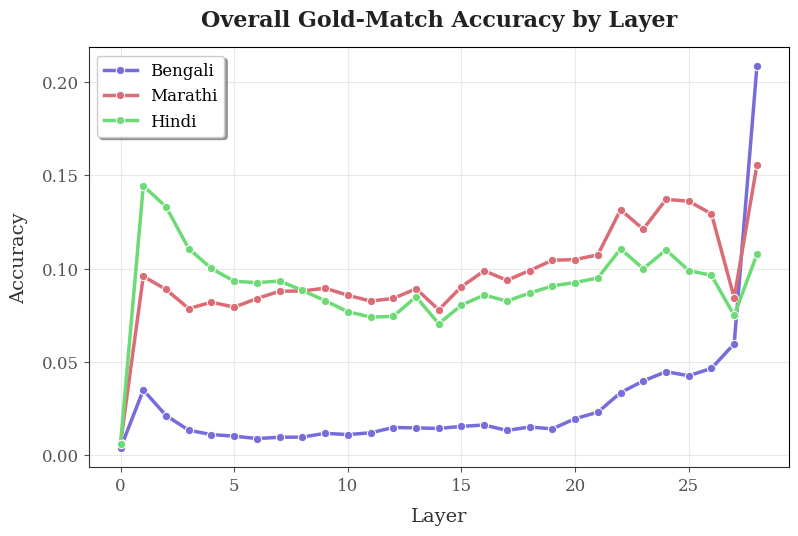 Overall Gold-Match Accuracy by Layer
Bengali
Marathi
Hindi
Accuracy
0.20
0.15
0.10
0.05
0.00
0 5 10 15 20 25
Layer